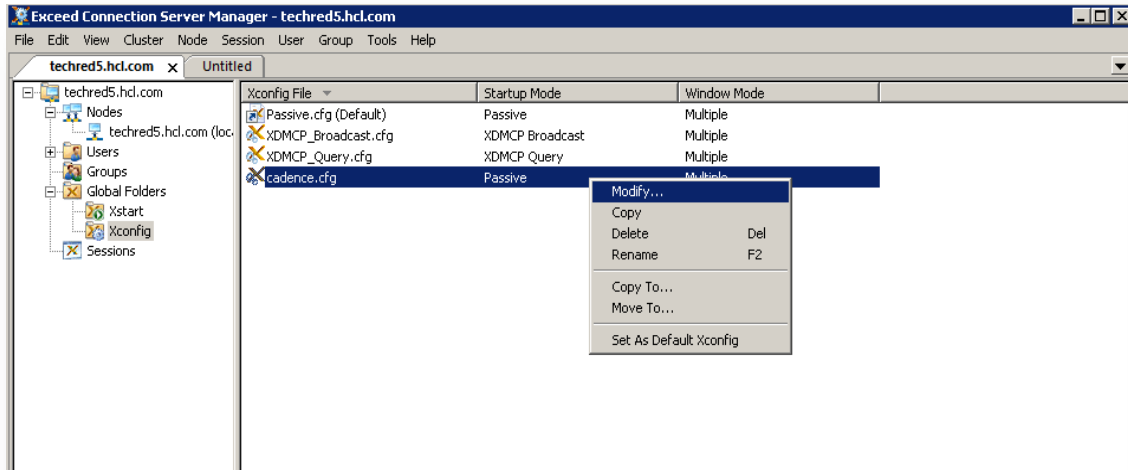 Exceed Connection Server Manager - techred5.hcl.com
File Edit View Cluster Node Session User Group Tools Help
techred5.hcl.com x Untitled
techred5.hcl.com
Nodes
techred5.hcl.com (loc
Users
Groups
Global Folders
Xstart
Xconfig
Sessions
Xconfig File Startup Mode Window Mode
Passive.cfg (Default) Passive Multiple
XDMCP_Broadcast.cfg XDMCP Broadcast Multiple
XDMCP_Query.cfg XDMCP Query Multiple
cadence.cfg Passive Multiple
Modify...
Copy
Delete Del
Rename F2
Copy To...
Move To...
Set As Default Xconfig